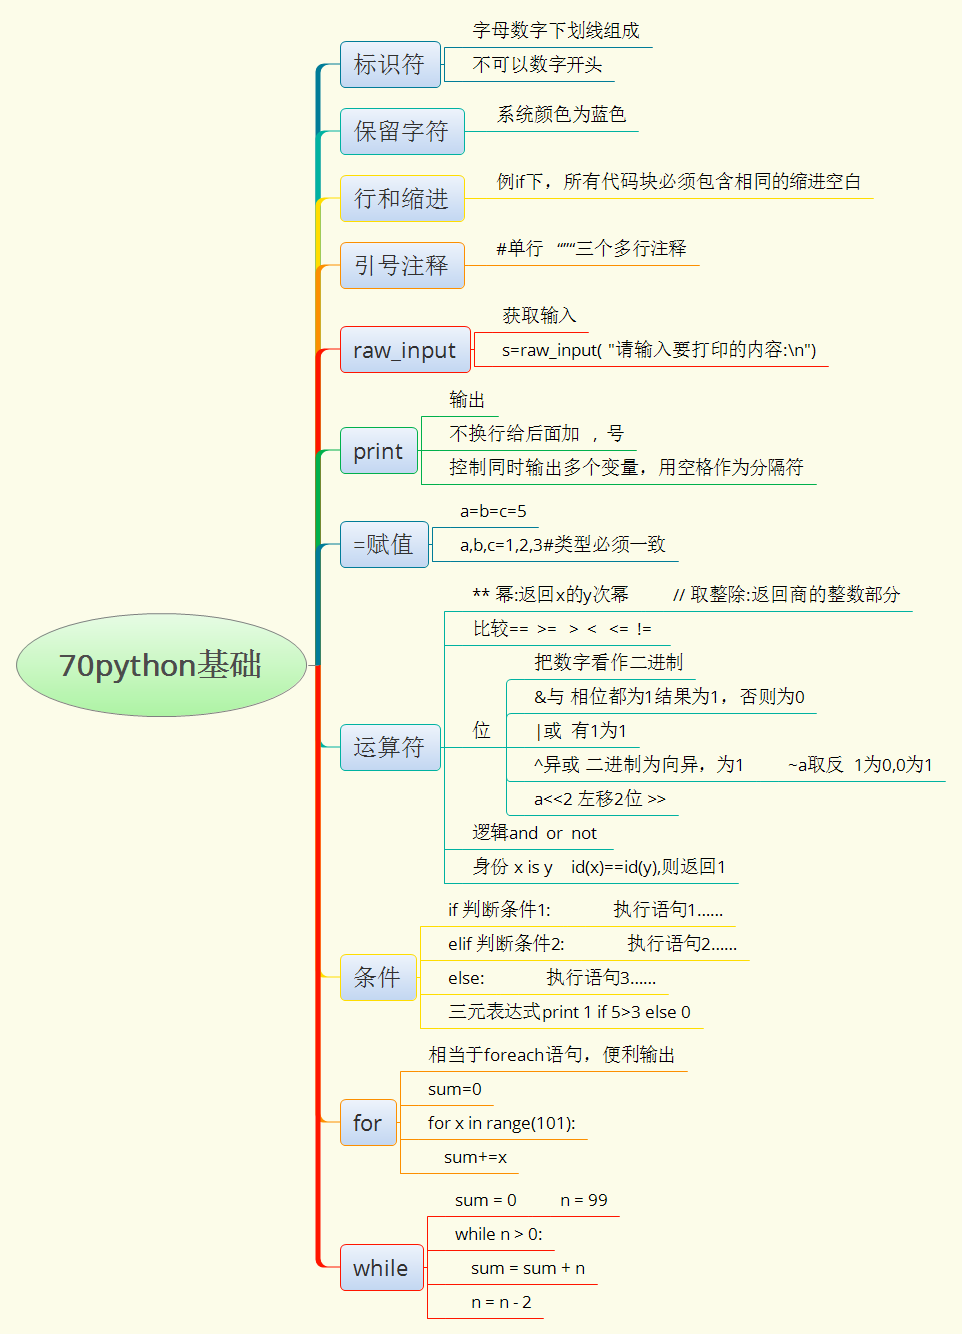 70python基础
标识符
字母数字下划线组成
不可以数字开头
保留字符
系统颜色为蓝色
行和缩进
例if下，所有代码块必须包含相同的缩进空白
引号注释
#单行 “”“三个多行注释
raw_input
获取输入
s=raw_input( "请输入要打印的内容:\n")
print
输出
不换行给后面加 , 号
控制同时输出多个变量，用空格作为分隔符
=赋值
a=b=c=5
a,b,c=1,2,3#类型必须一致
运算符
** 幂:返回x的y次幂 // 取整除:返回商的整数部分
比较== >= > < <= !=
位
把数字看作二进制
&与 相位都为1结果为1，否则为0
|或 有1为1
^异或 二进制为向异，为1 ~a取反 1为0,0为1
a<<2 左移2位 >>
逻辑and or not
身份 x is y id(x)==id(y),则返回1
条件
if 判断条件1: 执行语句1……
elif 判断条件2: 执行语句2……
else: 执行语句3……
三元表达式print 1 if 5>3 else 0
for
相当于foreach语句，便利输出
sum=0
for x in range(101):
sum+=x
while
sum = 0 n = 99
while n > 0:
sum = sum + n
n = n - 2